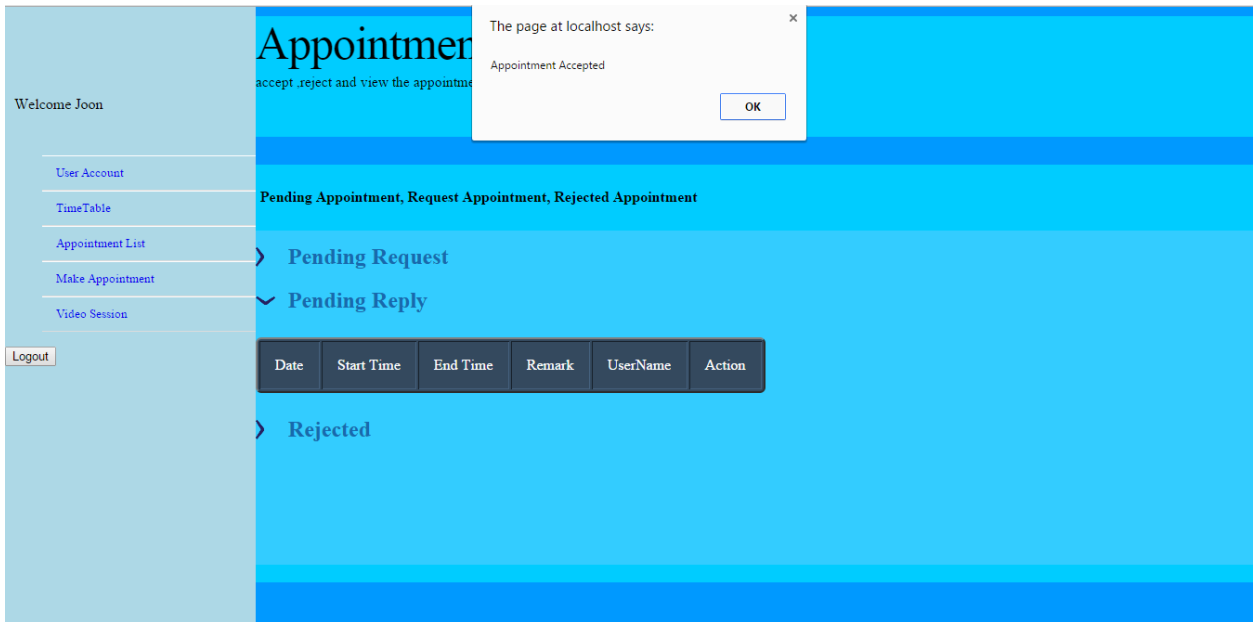 Welcome Joon
User Account
TimeTable
Appointment List
Make Appointment
Video Session
Logout
Appointmen
accept ,reject and view the appointme
The page at localhost says:
×
Appointment Accepted
OK
Pending Appointment, Request Appointment, Rejected Appointment
Pending Request
Pending Reply
Date Start Time End Time Remark UserName Action
Rejected